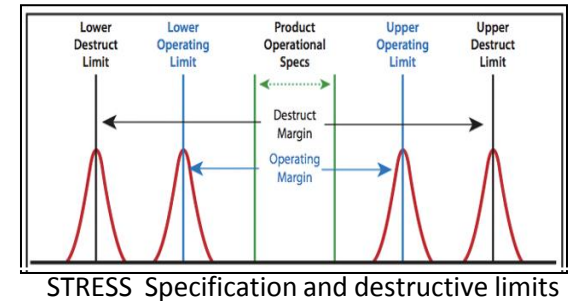 Lower
Destruct
Limit
Lower
Operating
Limit
Product
Operational
Specs
Upper
Operating
Limit
Upper
Destruct
Limit
Destruct
Margin
Operating
Margin
STRESS Specification and destructive limits